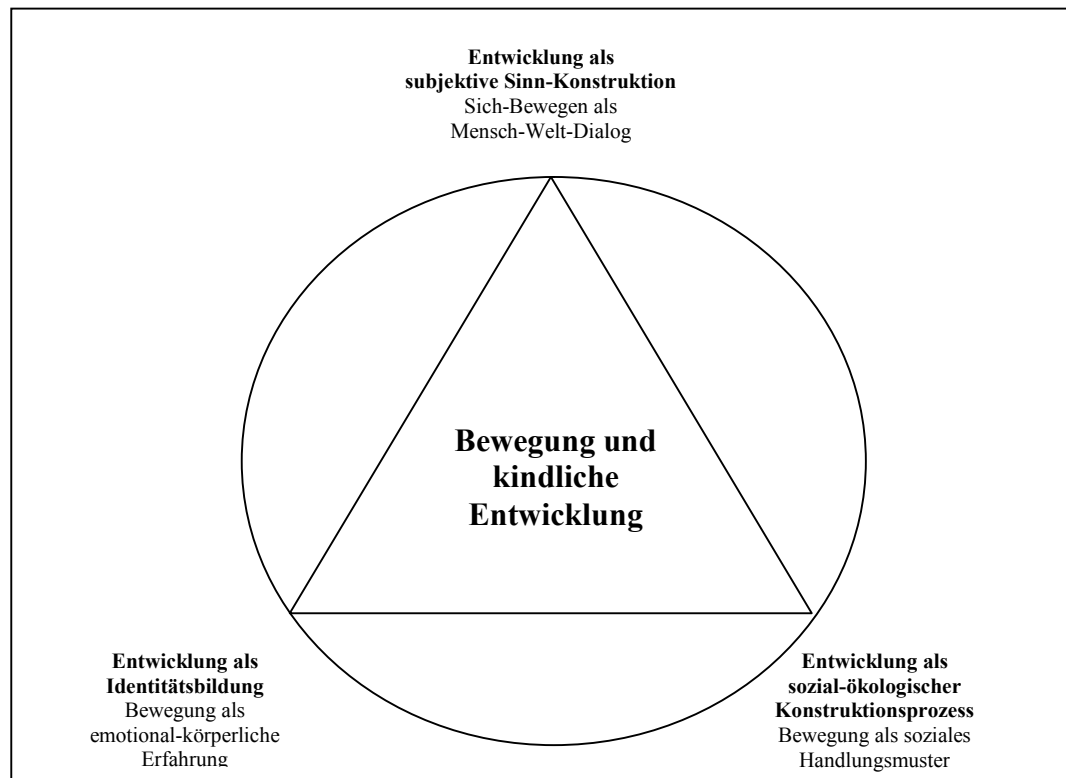 Entwicklung als
subjektive Sinn-Konstruktion
Sich-Bewegen als
Mensch-Welt-Dialog
Bewegung und
kindliche
Entwicklung
Entwicklung als
Identitätsbildung
Bewegung als
emotional-körperliche
Erfahrung
Entwicklung als
sozial-ökologischer
Konstruktionsprozess
Bewegung als soziales
Handlungsmuster